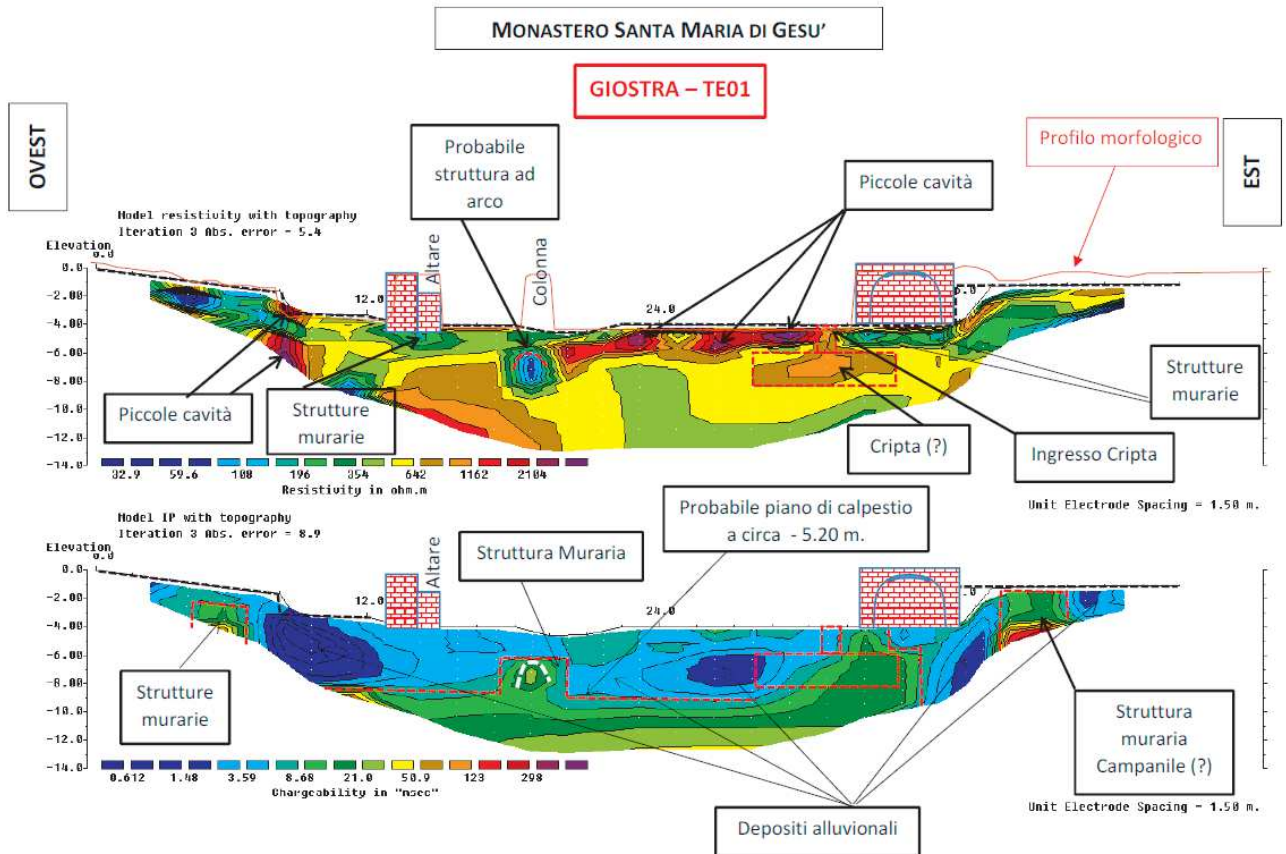 MONASTERO SANTA MARIA DI GESU’
GIOSTRA – TE01
OVEST
EST
Profilo morfologico
Probabile
struttura ad
arco
Piccole cavità
Model resistivity with topography
Iteration 3 Abs. error = 5.4
Elevation
0.0
0.0
-2.00
-4.00
-6.00
-8.00
-10.0
-12.0
-14.0
12.0
24.0
Altare
Colonna
Piccole cavità
Strutture
murarie
Cripta (?)
Ingresso Cripta
Strutture
murarie
32.9 59.6 108 196 354 642 1162 2104
Resistivity in ohm.m
Unit Electrode Spacing = 1.50 m.
Model IP with topography
Iteration 3 Abs. error = 8.9
Elevation
0.0
0.0
-2.00
-4.00
-6.00
-8.00
-10.0
-12.0
-14.0
12.0
24.0
Altare
Struttura Muraria
Probabile piano di calpestio
a circa - 5.20 m.
Strutture
murarie
Struttura
muraria
Campanile (?)
0.612 1.48 3.59 8.68 21.0 50.9 123 298
Chargeability in "msec"
Unit Electrode Spacing = 1.50 m.
Depositi alluvionali